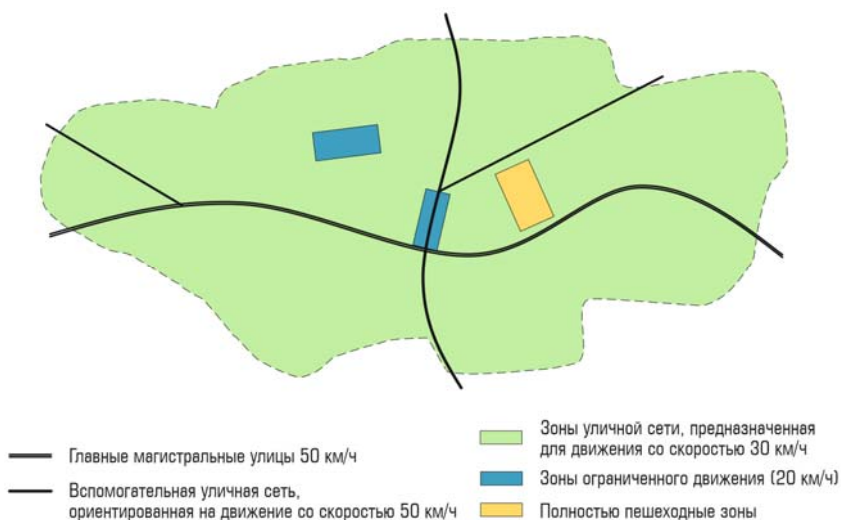 Главные магистральные улицы 50 км/ч
Вспомогательная уличная сеть,
ориентированная на движение со скоростью 50 км/ч
Зоны уличной сети, предназначенная
для движения со скоростью 30 км/ч
Зоны ограниченного движения (20 км/ч)
Полностью пешеходные зоны